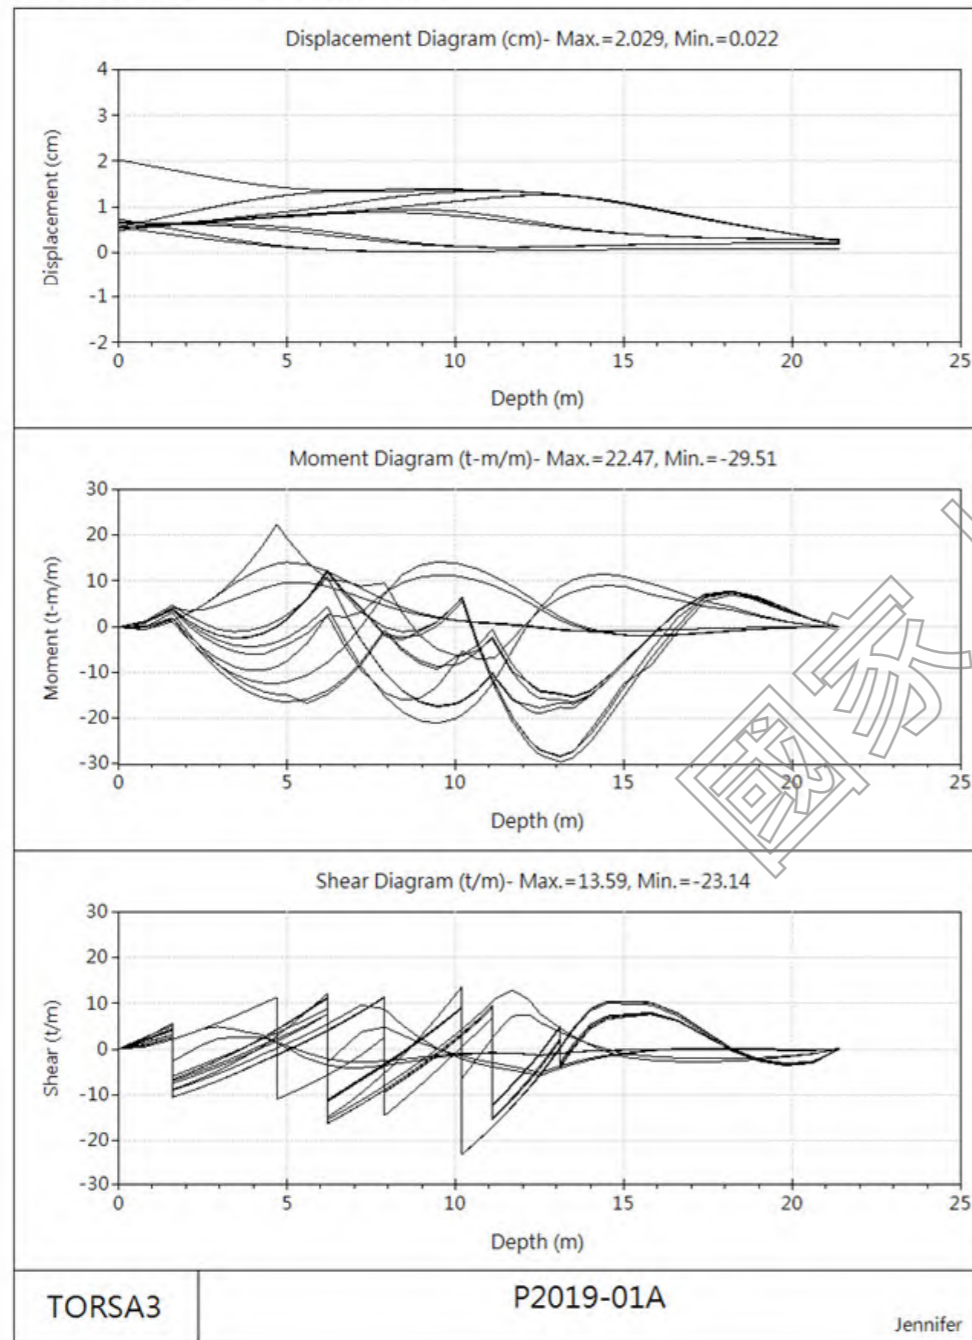 Displacement Diagram (cm)- Max.=2.029, Min.=0.022
4
3
2
1
0
-1
-2
Displacement (cm)
0 5 10 15 20 25
Depth (m)
Moment Diagram (t-m/m)- Max.=22.47, Min.=-29.51
30
20
10
0
-10
-20
-30
Moment (t-m/m)
0 5 10 15 20 25
Depth (m)
Shear Diagram (t/m)- Max.=13.59, Min.=-23.14
30
20
10
0
-10
-20
-30
Shear (t/m)
0 5 10 15 20 25
Depth (m)
TORSA3
P2019-01A
Jennifer
國家